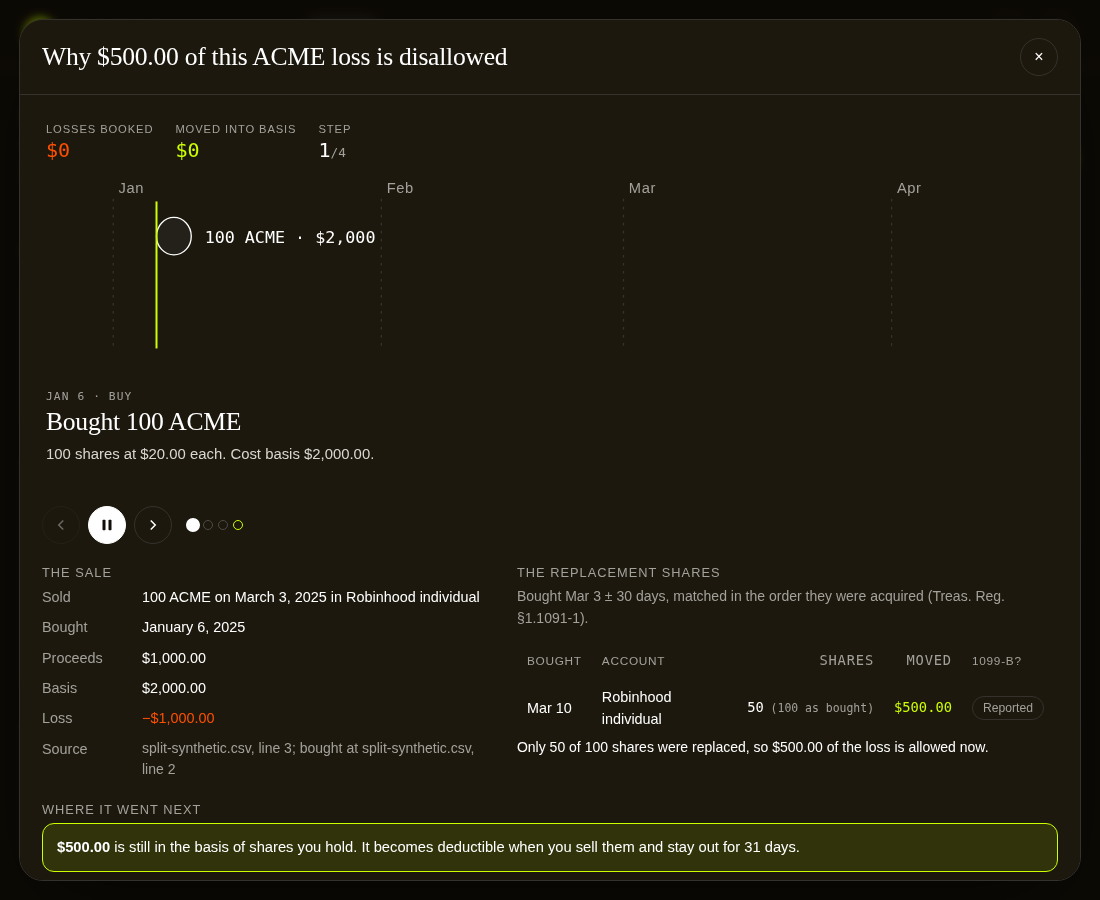 Why $500.00 of this ACME loss is disallowed
×
LOSSES BOOKED
$0
MOVED INTO BASIS
$0
STEP
1/4
Jan
Feb
Mar
Apr
100 ACME · $2,000
JAN 6 · BUY
Bought 100 ACME
100 shares at $20.00 each. Cost basis $2,000.00.
THE SALE
Sold 100 ACME on March 3, 2025 in Robinhood individual
Bought January 6, 2025
Proceeds $1,000.00
Basis $2,000.00
Loss −$1,000.00
Source split-synthetic.csv, line 3; bought at split-synthetic.csv,
line 2
THE REPLACEMENT SHARES
Bought Mar 3 ± 30 days, matched in the order they were acquired (Treas. Reg.
§1.1091-1).
BOUGHT ACCOUNT SHARES MOVED 1099-B?
Mar 10 Robinhood individual 50 (100 as bought) $500.00 Reported
Only 50 of 100 shares were replaced, so $500.00 of the loss is allowed now.
WHERE IT WENT NEXT
$500.00 is still in the basis of shares you hold. It becomes deductible when you sell them and stay out for 31 days.